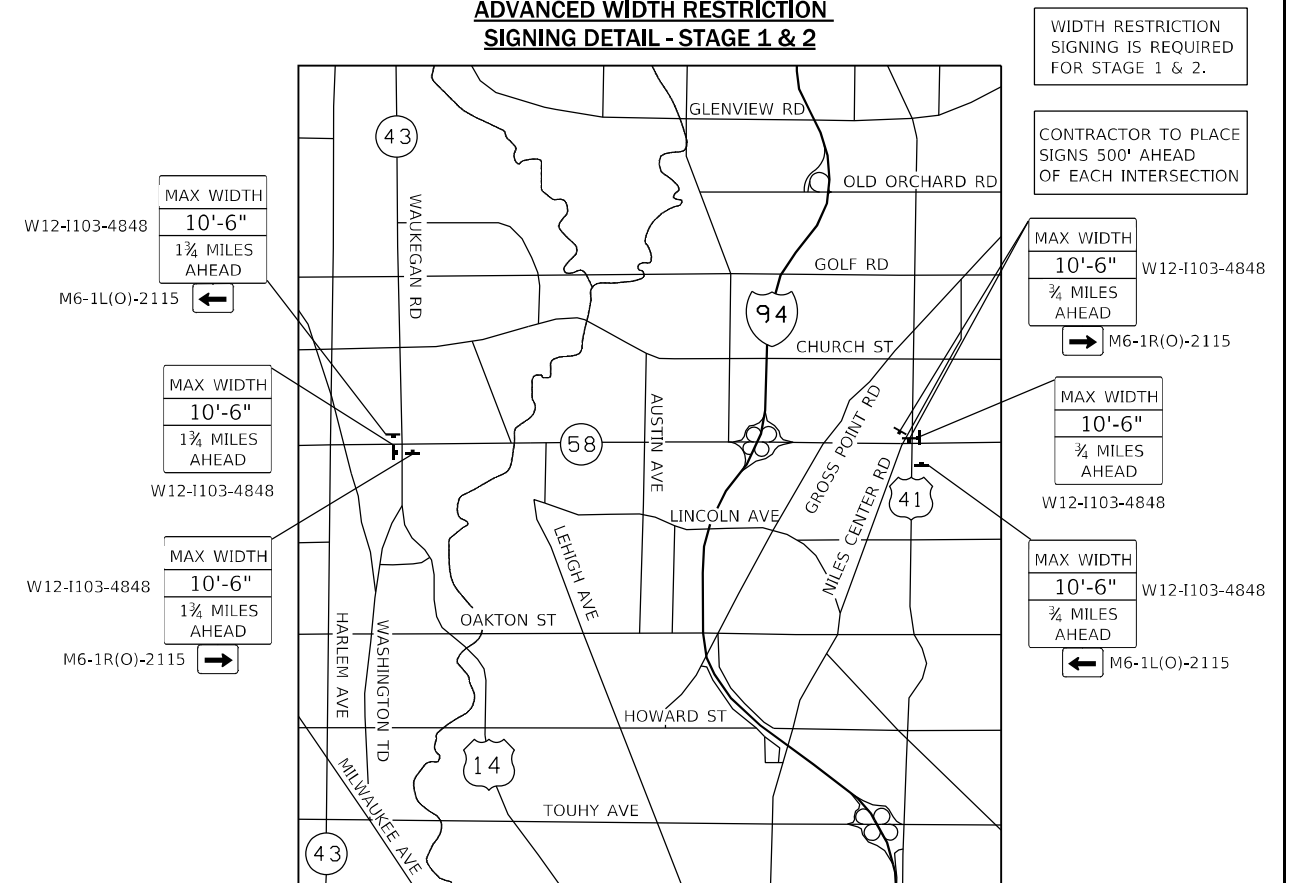 ADVANCED WIDTH RESTRICTION
SIGNING DETAIL - STAGE 1 & 2
WIDTH RESTRICTION
SIGNING IS REQUIRED
FOR STAGE 1 & 2.
CONTRACTOR TO PLACE
SIGNS 500' AHEAD
OF EACH INTERSECTION
MAX WIDTH
10'-6"
1¾ MILES
AHEAD
W12-I103-4848
M6-1L(O)-2115
MAX WIDTH
10'-6"
1¾ MILES
AHEAD
W12-I103-4848
MAX WIDTH
10'-6"
1¾ MILES
AHEAD
W12-I103-4848
M6-1R(O)-2115
GLENVIEW RD
43
OLD ORCHARD RD
WAUKEGAN RD
GOLF RD
94
CHURCH ST
AUSTIN AVE
GROSS POINT RD
58
NILES CENTER RD
41
LINCOLN AVE
LEHIGH AVE
OAKTON ST
HARLEM AVE
WASHINGTON TD
HOWARD ST
14
MILWAUKEE AVE
TOUHY AVE
43
MAX WIDTH
10'-6"
¾ MILES
AHEAD
W12-I103-4848
M6-1R(O)-2115
MAX WIDTH
10'-6"
¾ MILES
AHEAD
W12-I103-4848
MAX WIDTH
10'-6"
¾ MILES
AHEAD
W12-I103-4848
M6-1L(O)-2115